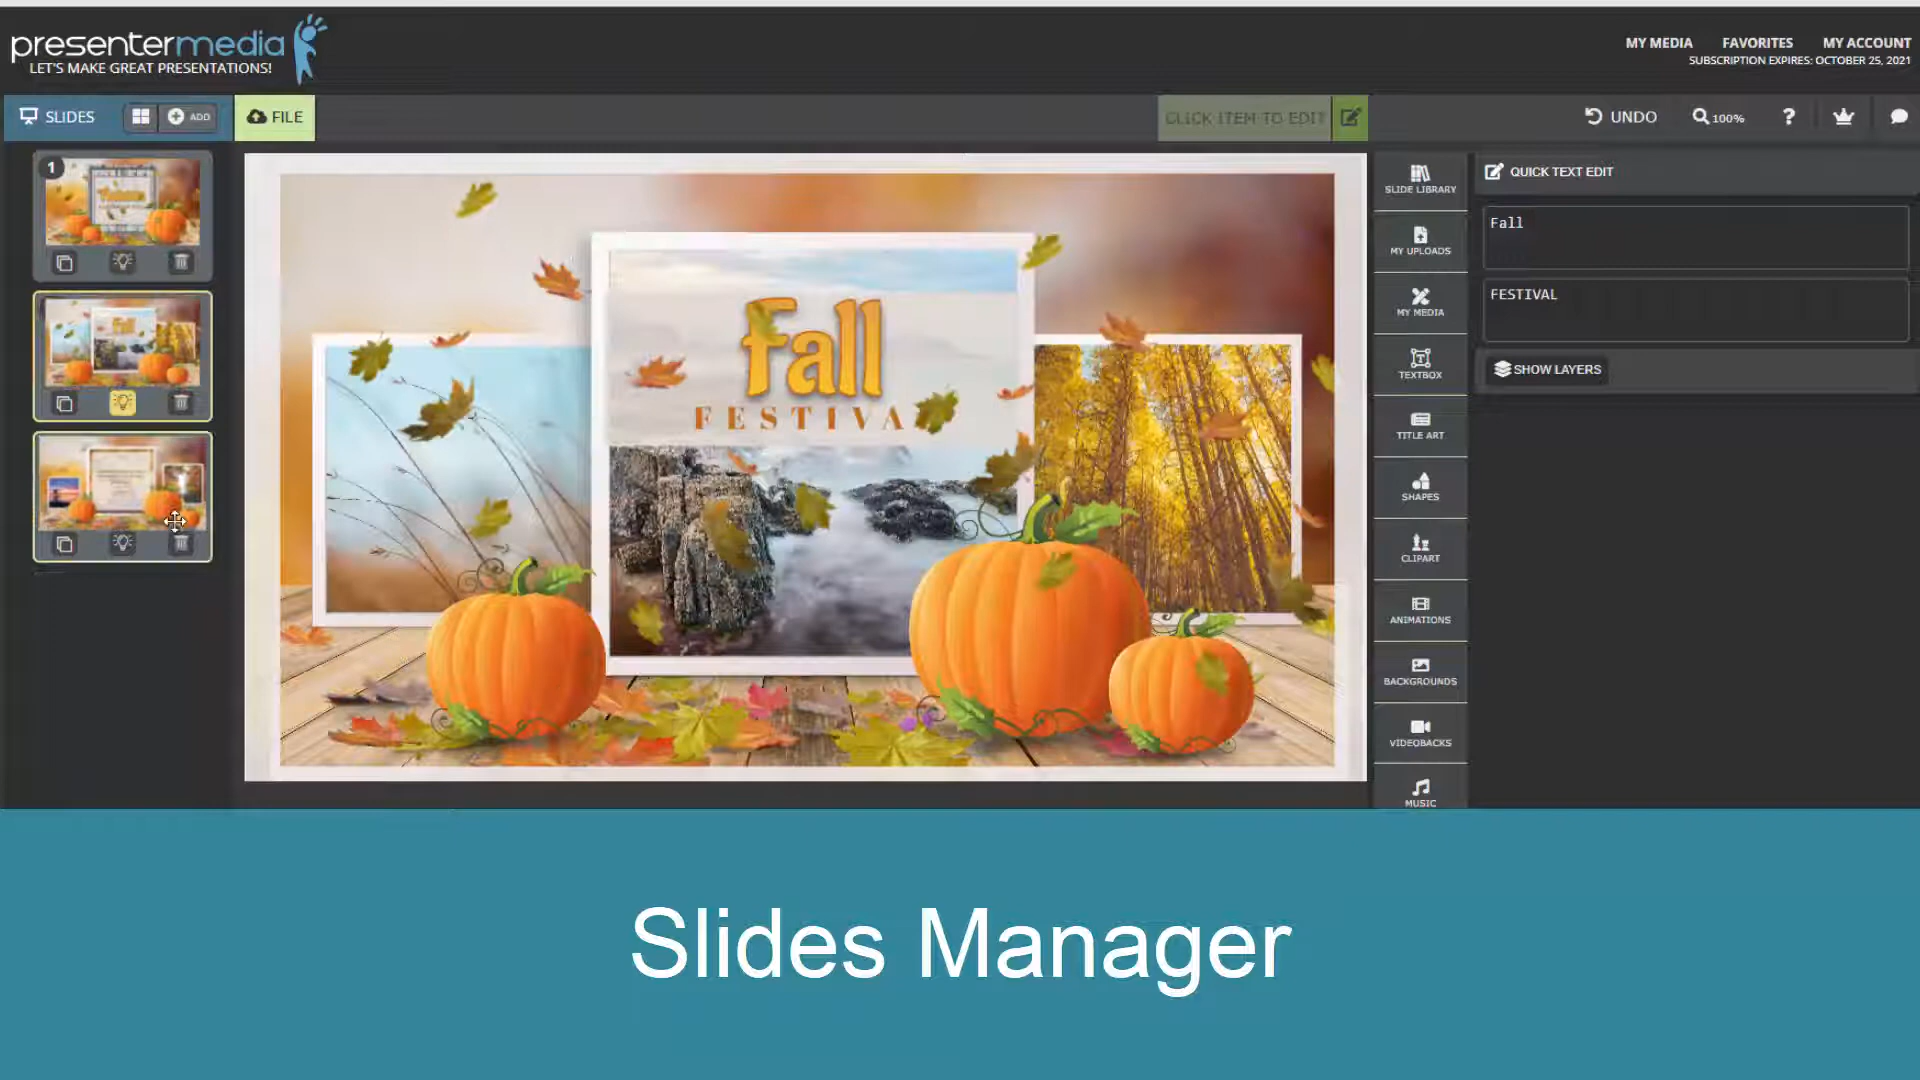 presentermedia
LET'S MAKE GREAT PRESENTATIONS!
MY MEDIA FAVORITES MY ACCOUNT
SUBSCRIPTION EXPIRES: OCTOBER 25, 2021
SLIDES ADD FILE CLICK ITEM TO EDIT UNDO 100% ?
1
SLIDE LIBRARY
MY UPLOADS
MY MEDIA
TEXTBOX
TITLE ART
SHAPES
CLIPART
ANIMATIONS
BACKGROUNDS
VIDEOBACKS
MUSIC
QUICK TEXT EDIT
Fall
FESTIVAL
SHOW LAYERS
Fall
FESTIVA
Slides Manager